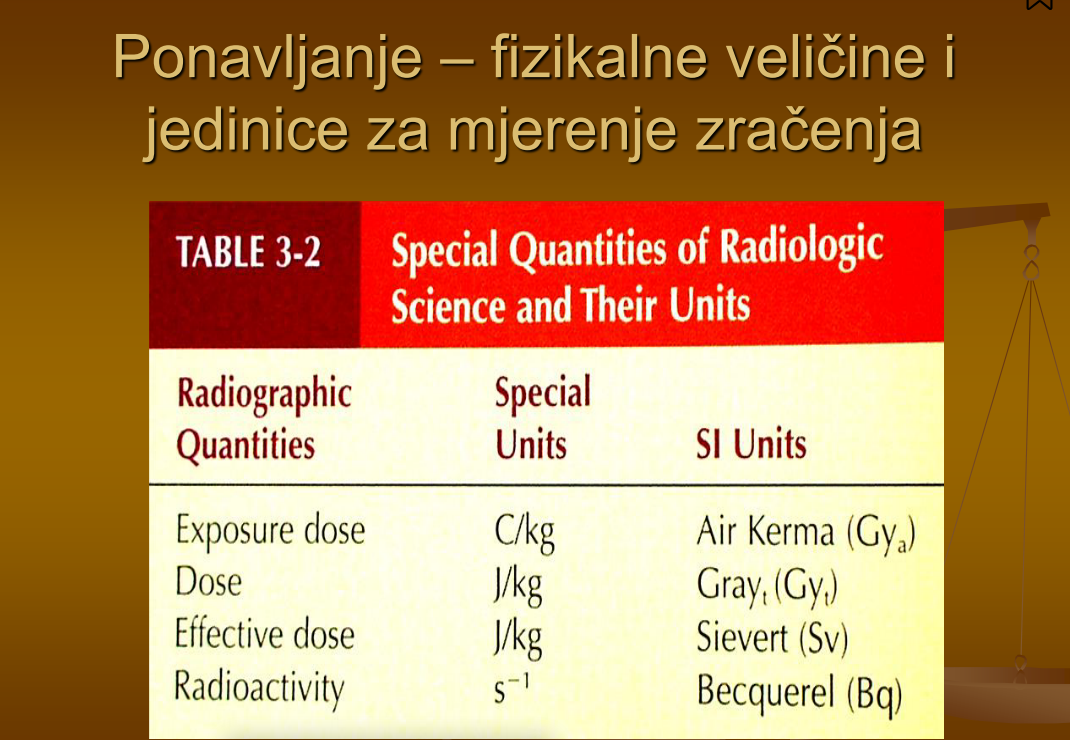 Ponavljanje – fizikalne veličine i
jedinice za mjerenje zračenja
TABLE 3-2 Special Quantities of Radiologic
Science and Their Units
Radiographic Special
Quantities Units SI Units
Exposure dose C/kg Air Kerma (Gyₐ)
Dose J/kg Grayₜ (Gyₜ)
Effective dose J/kg Sievert (Sv)
Radioactivity s⁻¹ Becquerel (Bq)